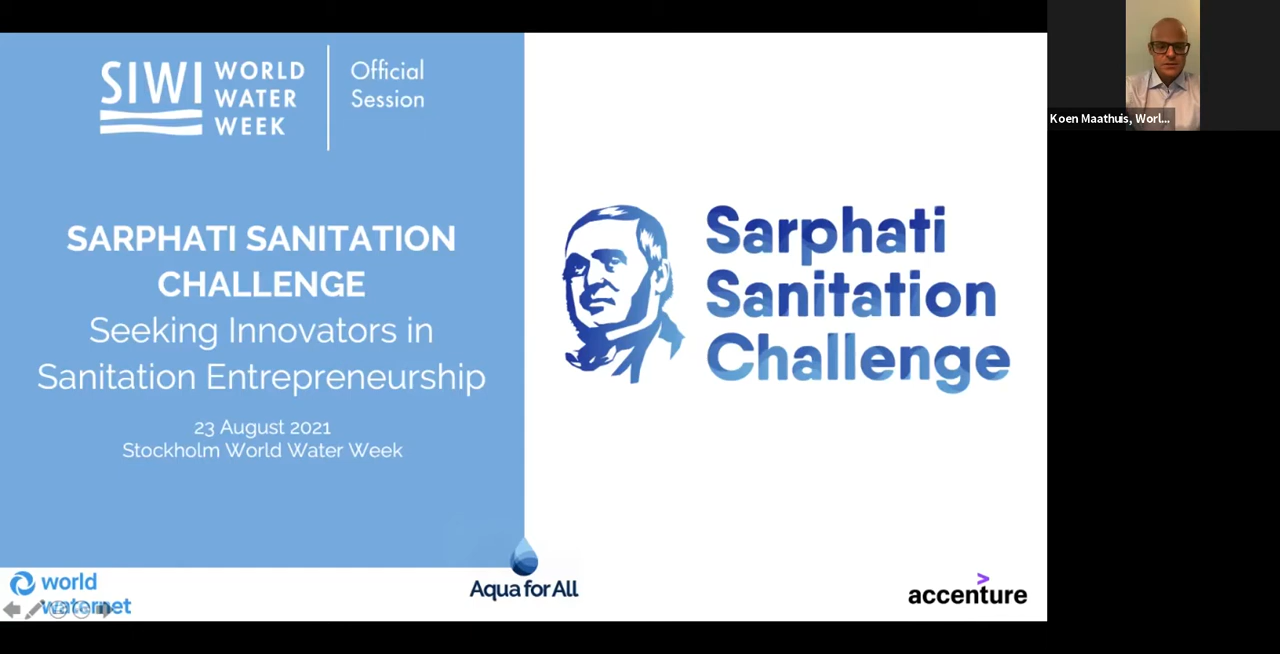 SIWI
WORLD
WATER
WEEK
Official
Session
SARPHATI SANITATION
CHALLENGE
Seeking Innovators in
Sanitation Entrepreneurship
23 August 2021
Stockholm World Water Week
Sarphati
Sanitation
Challenge
world
waternet
Aqua for All
accenture
Koen Maathuis, Worl...